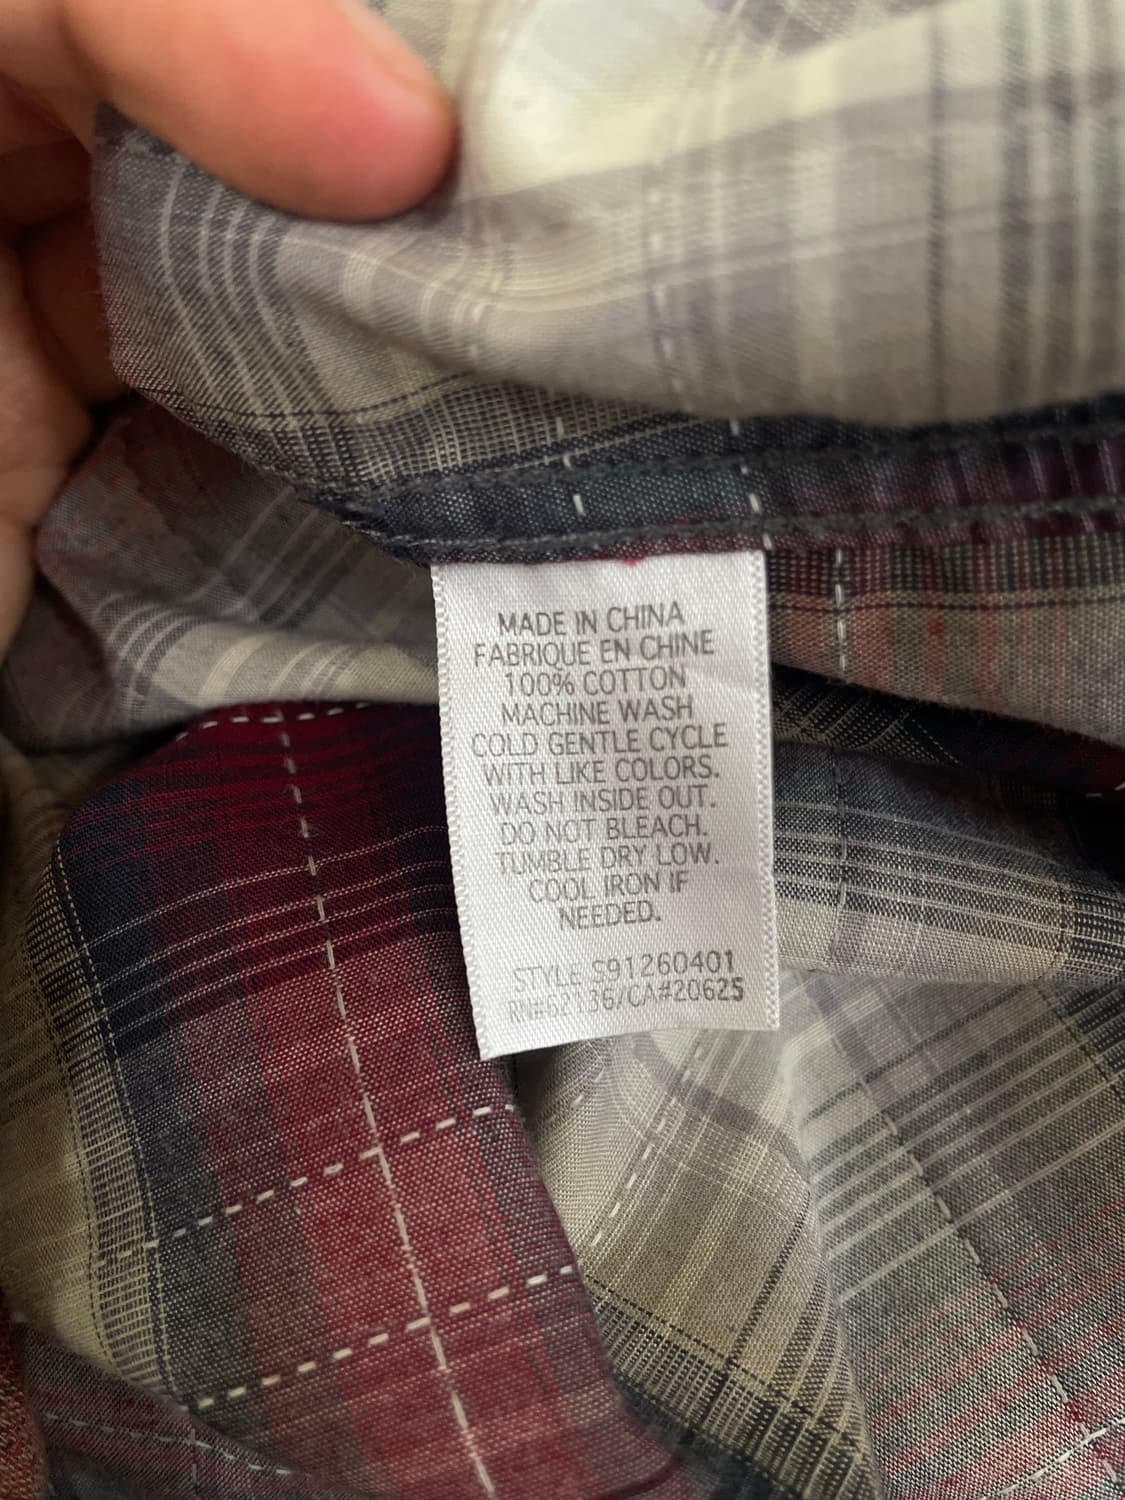 MADE IN CHINA
FABRIQUE EN CHINE
100% COTTON
MACHINE WASH
COLD GENTLE CYCLE
WITH LIKE COLORS.
WASH INSIDE OUT.
DO NOT BLEACH.
TUMBLE DRY LOW.
COOL IRON IF
NEEDED.
STYLE S91260401
RN#62136/CA#20625